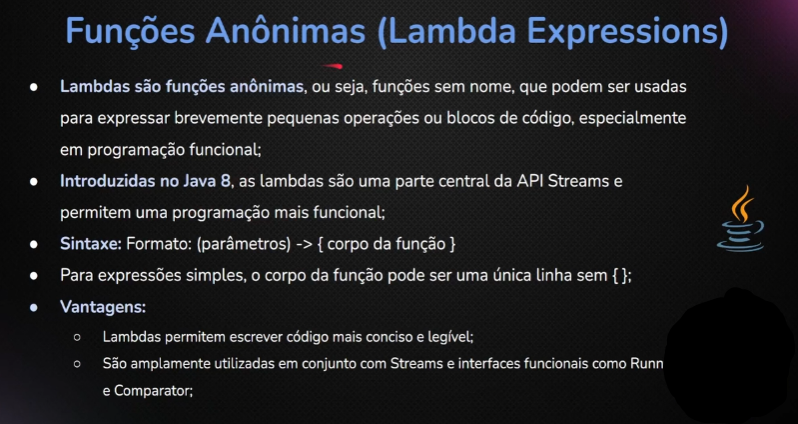 Funções Anônimas (Lambda Expressions)
● Lambdas são funções anônimas, ou seja, funções sem nome, que podem ser usadas
para expressar brevemente pequenas operações ou blocos de código, especialmente
em programação funcional;
● Introduzidas no Java 8, as lambdas são uma parte central da API Streams e
permitem uma programação mais funcional;
● Sintaxe: Formato: (parâmetros) -> { corpo da função }
● Para expressões simples, o corpo da função pode ser uma única linha sem { };
● Vantagens:
○ Lambdas permitem escrever código mais conciso e legível;
○ São amplamente utilizadas em conjunto com Streams e interfaces funcionais como Runn
e Comparator;